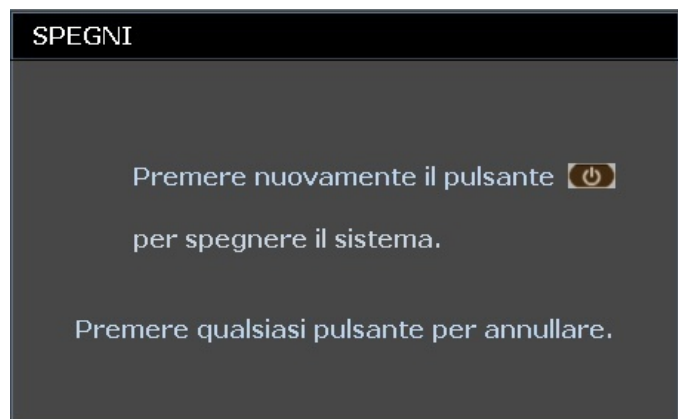 SPEGNI
Premere nuovamente il pulsante
per spegnere il sistema.
Premere qualsiasi pulsante per annullare.